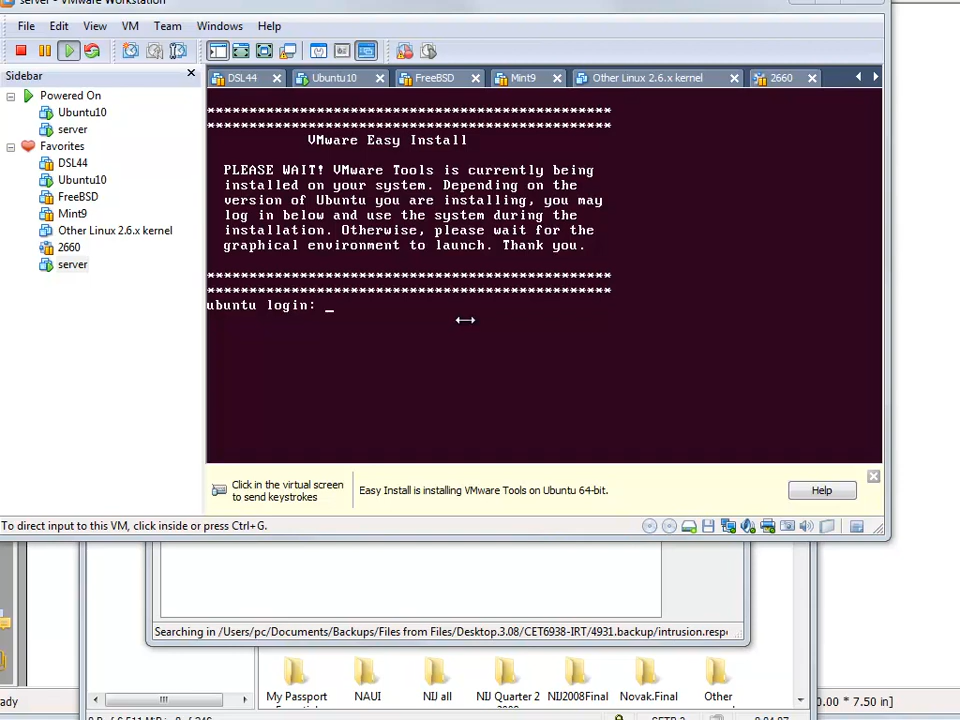 server - VMware Workstation
File Edit View VM Team Windows Help
Sidebar
DSL44 Ubuntu10 FreeBSD Mint9 Other Linux 2.6.x kernel 2660
Powered On
Ubuntu10
server
Favorites
DSL44
Ubuntu10
FreeBSD
Mint9
Other Linux 2.6.x kernel
2660
server
*************************************************
*************************************************
VMware Easy Install
PLEASE WAIT! VMware Tools is currently being
installed on your system. Depending on the
version of Ubuntu you are installing, you may
log in below and use the system during the
installation. Otherwise, please wait for the
graphical environment to launch. Thank you.
*************************************************
*************************************************
ubuntu login: _
Click in the virtual screen
to send keystrokes
Easy Install is installing VMware Tools on Ubuntu 64-bit.
Help
To direct input to this VM, click inside or press Ctrl+G.
Searching in /Users/pc/Documents/Backups/Files from Files/Desktop.3.08/CET6938-IRT/4931.backup/intrusion.resp
My Passport NAUI NIJ all NIJ Quarter 2 NIJ2008Final Novak.Final Other
ady
0.00 * 7.50 in]